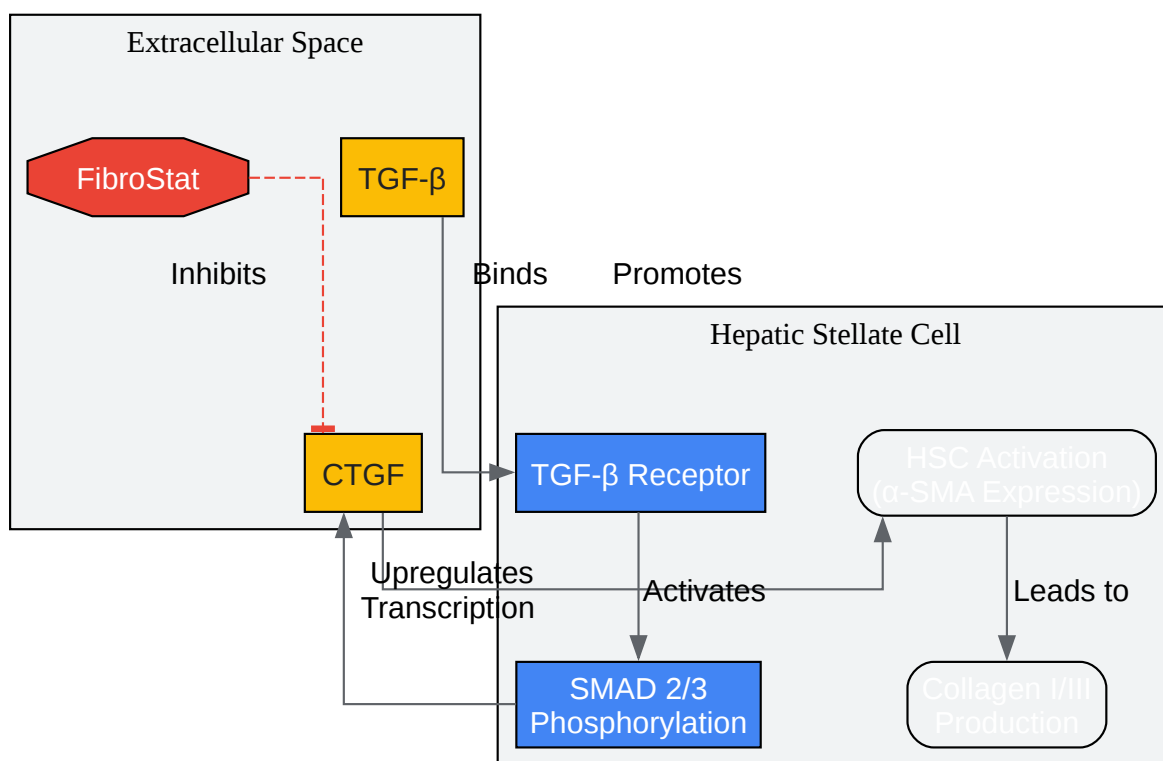 Extracellular Space
FibroStat
TGF-β
Inhibits
Binds
Promotes
Hepatic Stellate Cell
CTGF
TGF-β Receptor
HSC Activation
(α-SMA Expression)
Upregulates
Transcription
Activates
Leads to
SMAD 2/3
Phosphorylation
Collagen I/III
Production